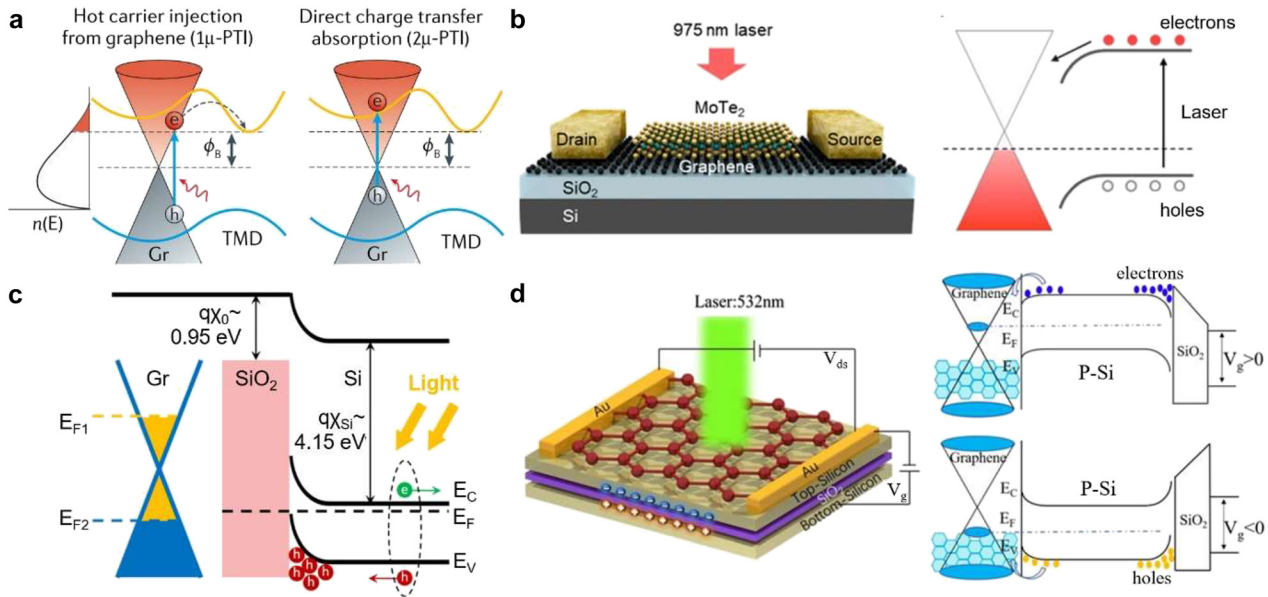 a
Hot carrier injection
from graphene (1μ-PTI)
Direct charge transfer
absorption (2μ-PTI)
e
ϕB
h
n(E)
Gr
TMD
e
ϕB
h
Gr
TMD
b
975 nm laser
MoTe2
Drain
Source
Graphene
SiO2
Si
electrons
Laser
holes
c
qχ0~
0.95 eV
Gr
SiO2
Si
Light
EF1
qχSi~
4.15 eV
EF2
e
EC
EF
EV
h
h
h
h
h
h
h
d
Laser:532nm
Vds
Au
Au
Top-Silicon
SiO2
Bottom-Silicon
Vg
electrons
Graphene
EC
EF
EV
P-Si
SiO2
Vg>0
Graphene
EC
P-Si
EF
EV
SiO2
Vg<0
holes